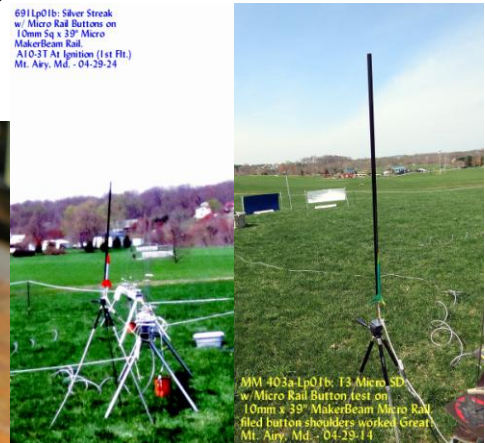 691Lp01b: Silver Streak
w/ Micro Rail Buttons on
10mm Sq x 39" Micro
MakerBeam Rail.
A10-3T At Ignition (1st Flt.)
Mt. Airy, Md. - 04-29-24
MM 403a-Lp01b: T3 Micro SD
w Micro Rail Button test on
10mm x 39" MakerBeam Micro Rail.
filed button shoulders worked Great.
Mt. Airy, Md. - 04-29-14